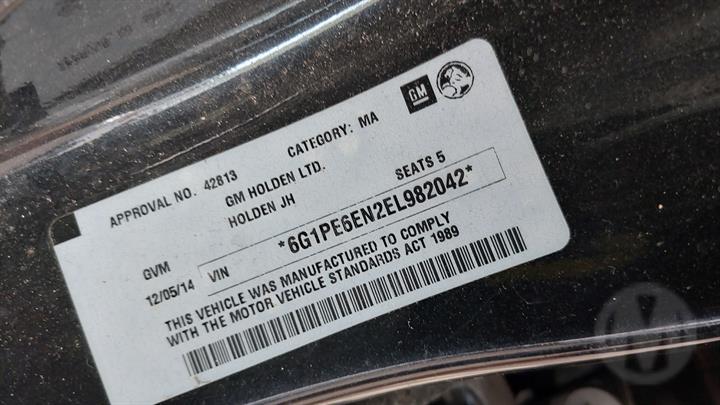 APPROVAL NO. 42813 CATEGORY: MA GM
GM HOLDEN LTD.
HOLDEN JH SEATS 5
GVM
12/05/14 VIN *6G1PE6EN2EL982042*
THIS VEHICLE WAS MANUFACTURED TO COMPLY
WITH THE MOTOR VEHICLE STANDARDS ACT 1989